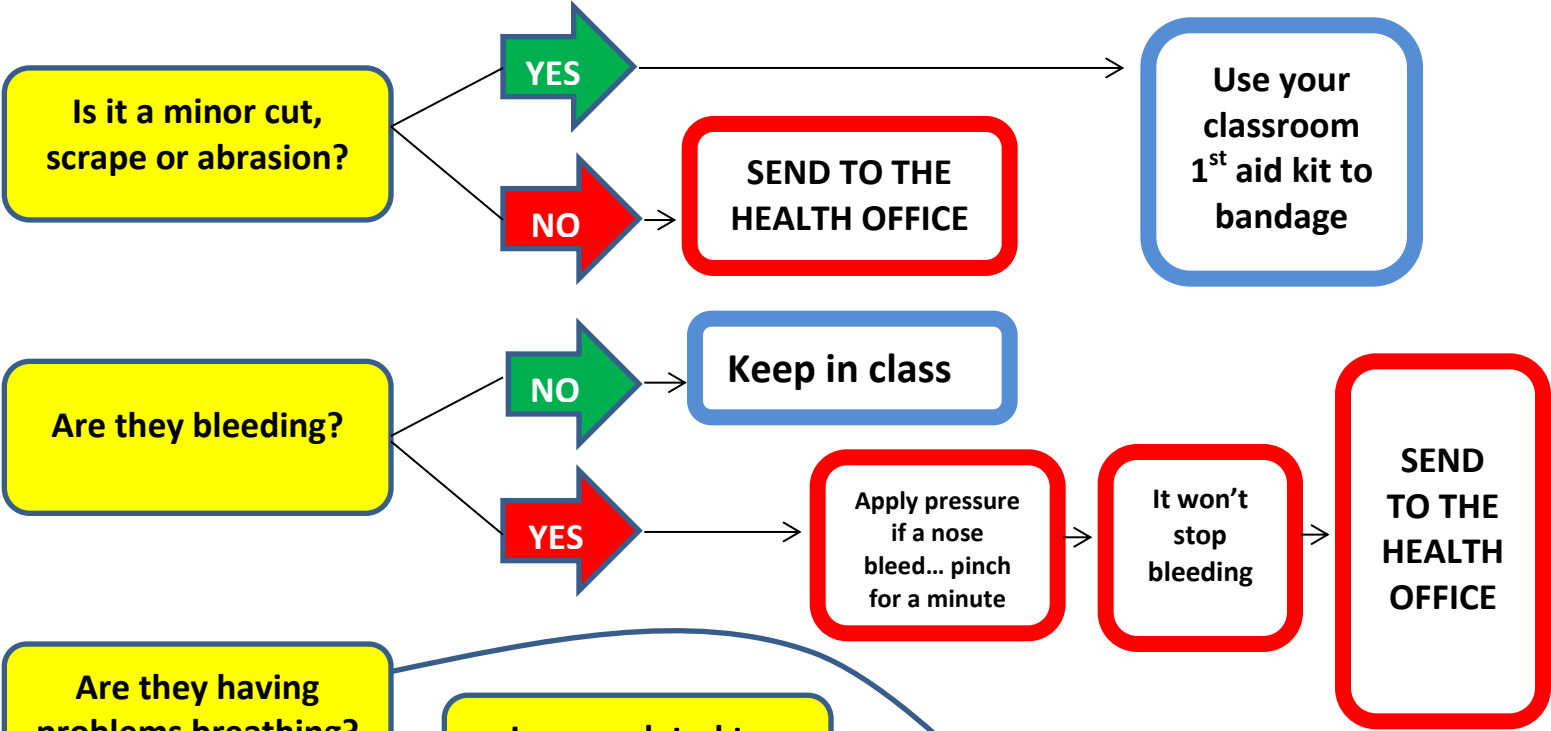 Is it a minor cut,
scrape or abrasion?
YES
NO
SEND TO THE
HEALTH OFFICE
Use your
classroom
1st aid kit to
bandage
Are they bleeding?
NO
Keep in class
YES
Apply pressure
if a nose
bleed... pinch
for a minute
It won’t
stop
bleeding
SEND
TO THE
HEALTH
OFFICE
Are they having
problems breathing?